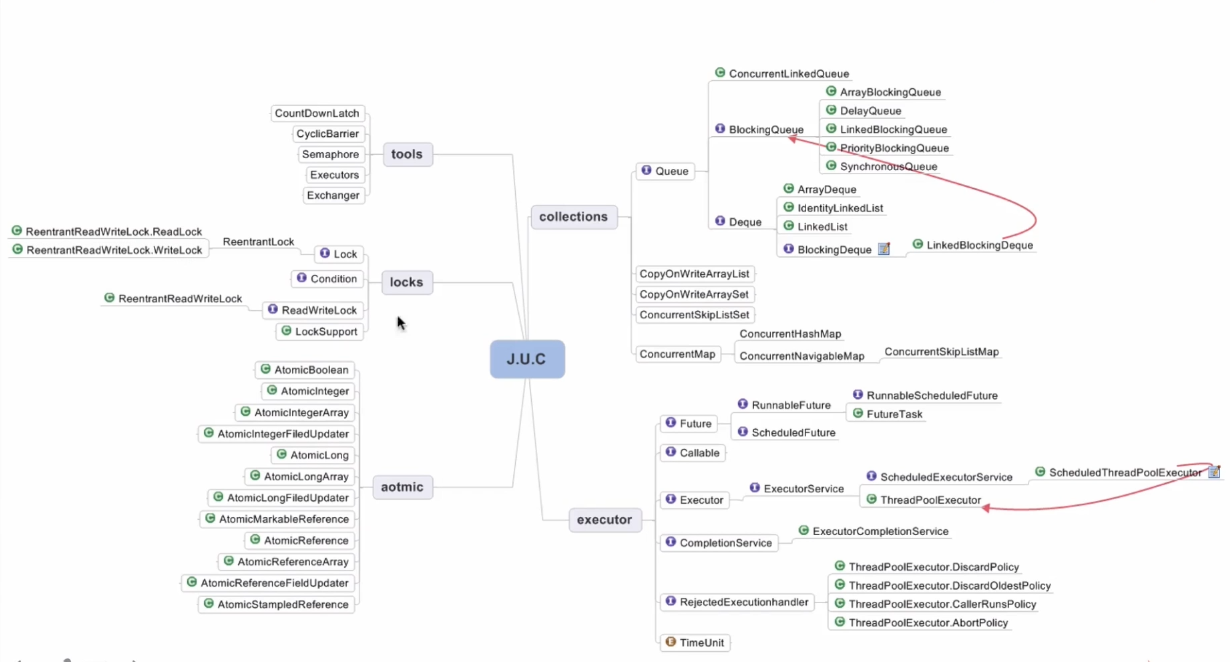 J.U.C
tools
CountDownLatch
CyclicBarrier
Semaphore
Executors
Exchanger
locks
Lock
ReentrantLock
ReentrantReadWriteLock.ReadLock
ReentrantReadWriteLock.WriteLock
Condition
ReadWriteLock
ReentrantReadWriteLock
LockSupport
aotmic
AtomicBoolean
AtomicInteger
AtomicIntegerArray
AtomicIntegerFiledUpdater
AtomicLong
AtomicLongArray
AtomicLongFiledUpdater
AtomicMarkableReference
AtomicReference
AtomicReferenceArray
AtomicReferenceFieldUpdater
AtomicStampedReference
collections
Queue
ConcurrentLinkedQueue
BlockingQueue
ArrayBlockingQueue
DelayQueue
LinkedBlockingQueue
PriorityBlockingQueue
SynchronousQueue
Deque
ArrayDeque
IdentityLinkedList
LinkedList
BlockingDeque
LinkedBlockingDeque
CopyOnWriteArrayList
CopyOnWriteArraySet
ConcurrentSkipListSet
ConcurrentMap
ConcurrentHashMap
ConcurrentNavigableMap
ConcurrentSkipListMap
executor
Future
RunnableFuture
RunnableScheduledFuture
FutureTask
ScheduledFuture
Callable
Executor
ExecutorService
ScheduledExecutorService
ScheduledThreadPoolExecutor
ThreadPoolExecutor
CompletionService
ExecutorCompletionService
RejectedExecutionhandler
ThreadPoolExecutor.DiscardPolicy
ThreadPoolExecutor.DiscardOldestPolicy
ThreadPoolExecutor.CallerRunsPolicy
ThreadPoolExecutor.AbortPolicy
TimeUnit